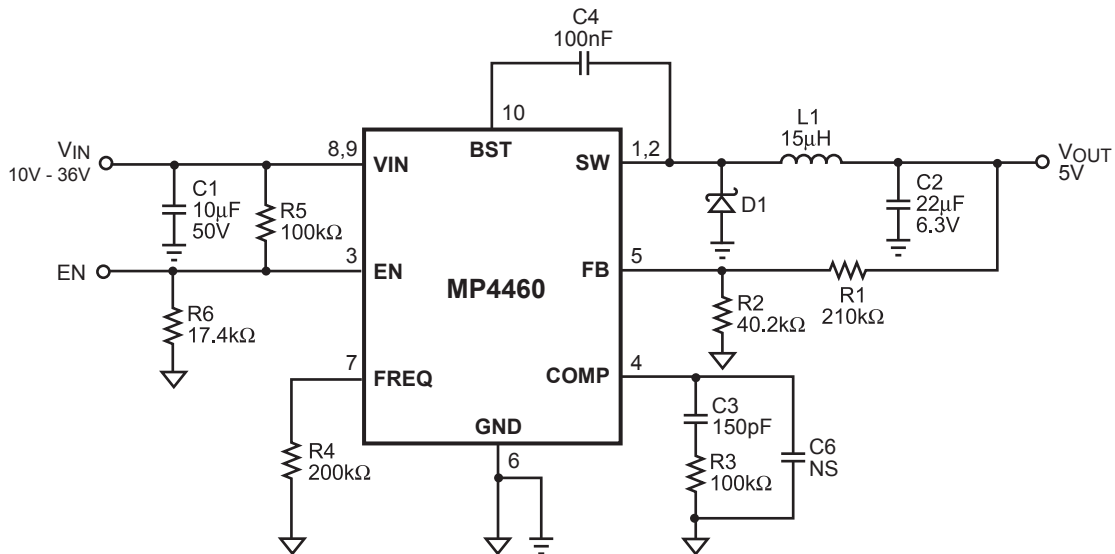 C4
100nF
10
BST
VIN
10V - 36V
8,9
VIN
SW
1,2
L1
15µH
VOUT
5V
C1
10µF
50V
R5
100kΩ
D1
C2
22µF
6.3V
EN
3
EN
MP4460
FB
5
R1
210kΩ
R2
40.2kΩ
R6
17.4kΩ
7
FREQ
COMP
4
R4
200kΩ
GND
6
C3
150pF
R3
100kΩ
C6
NS